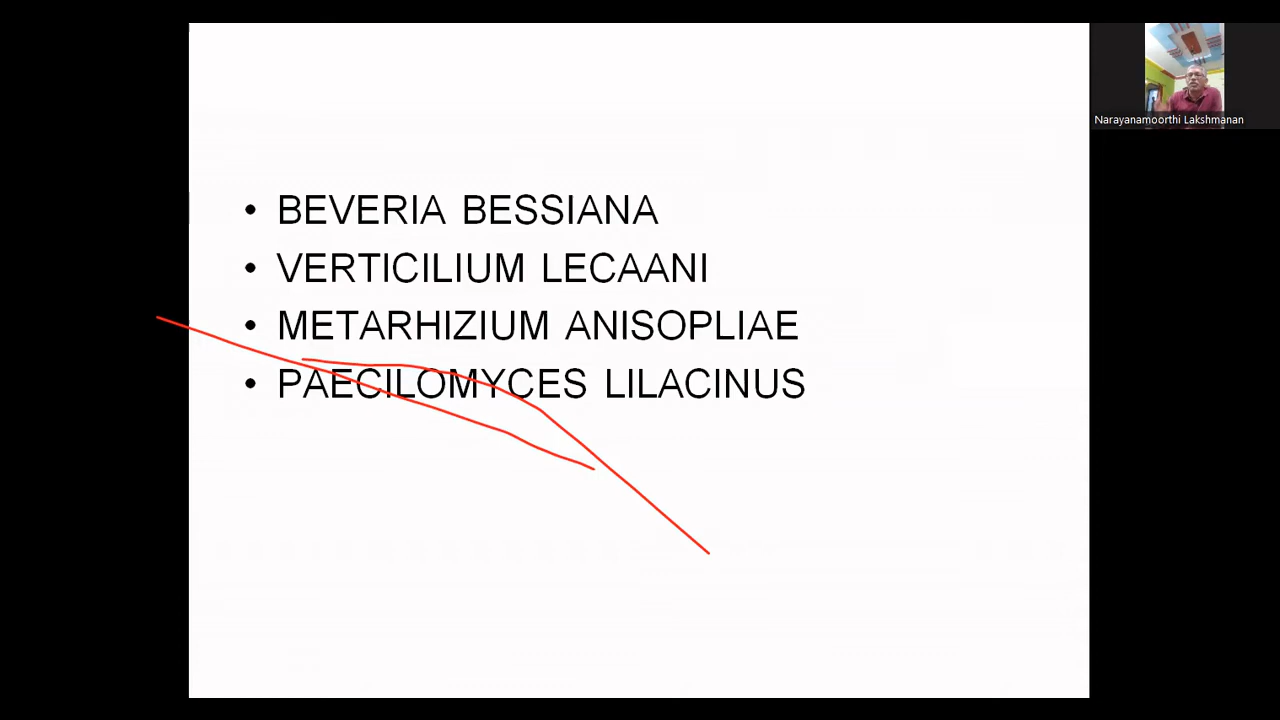 Narayanamoorthi Lakshmanan
• BEVERIA BESSIANA
• VERTICILIUM LECAANI
• METARHIZIUM ANISOPLIAE
• PAECILOMYCES LILACINUS